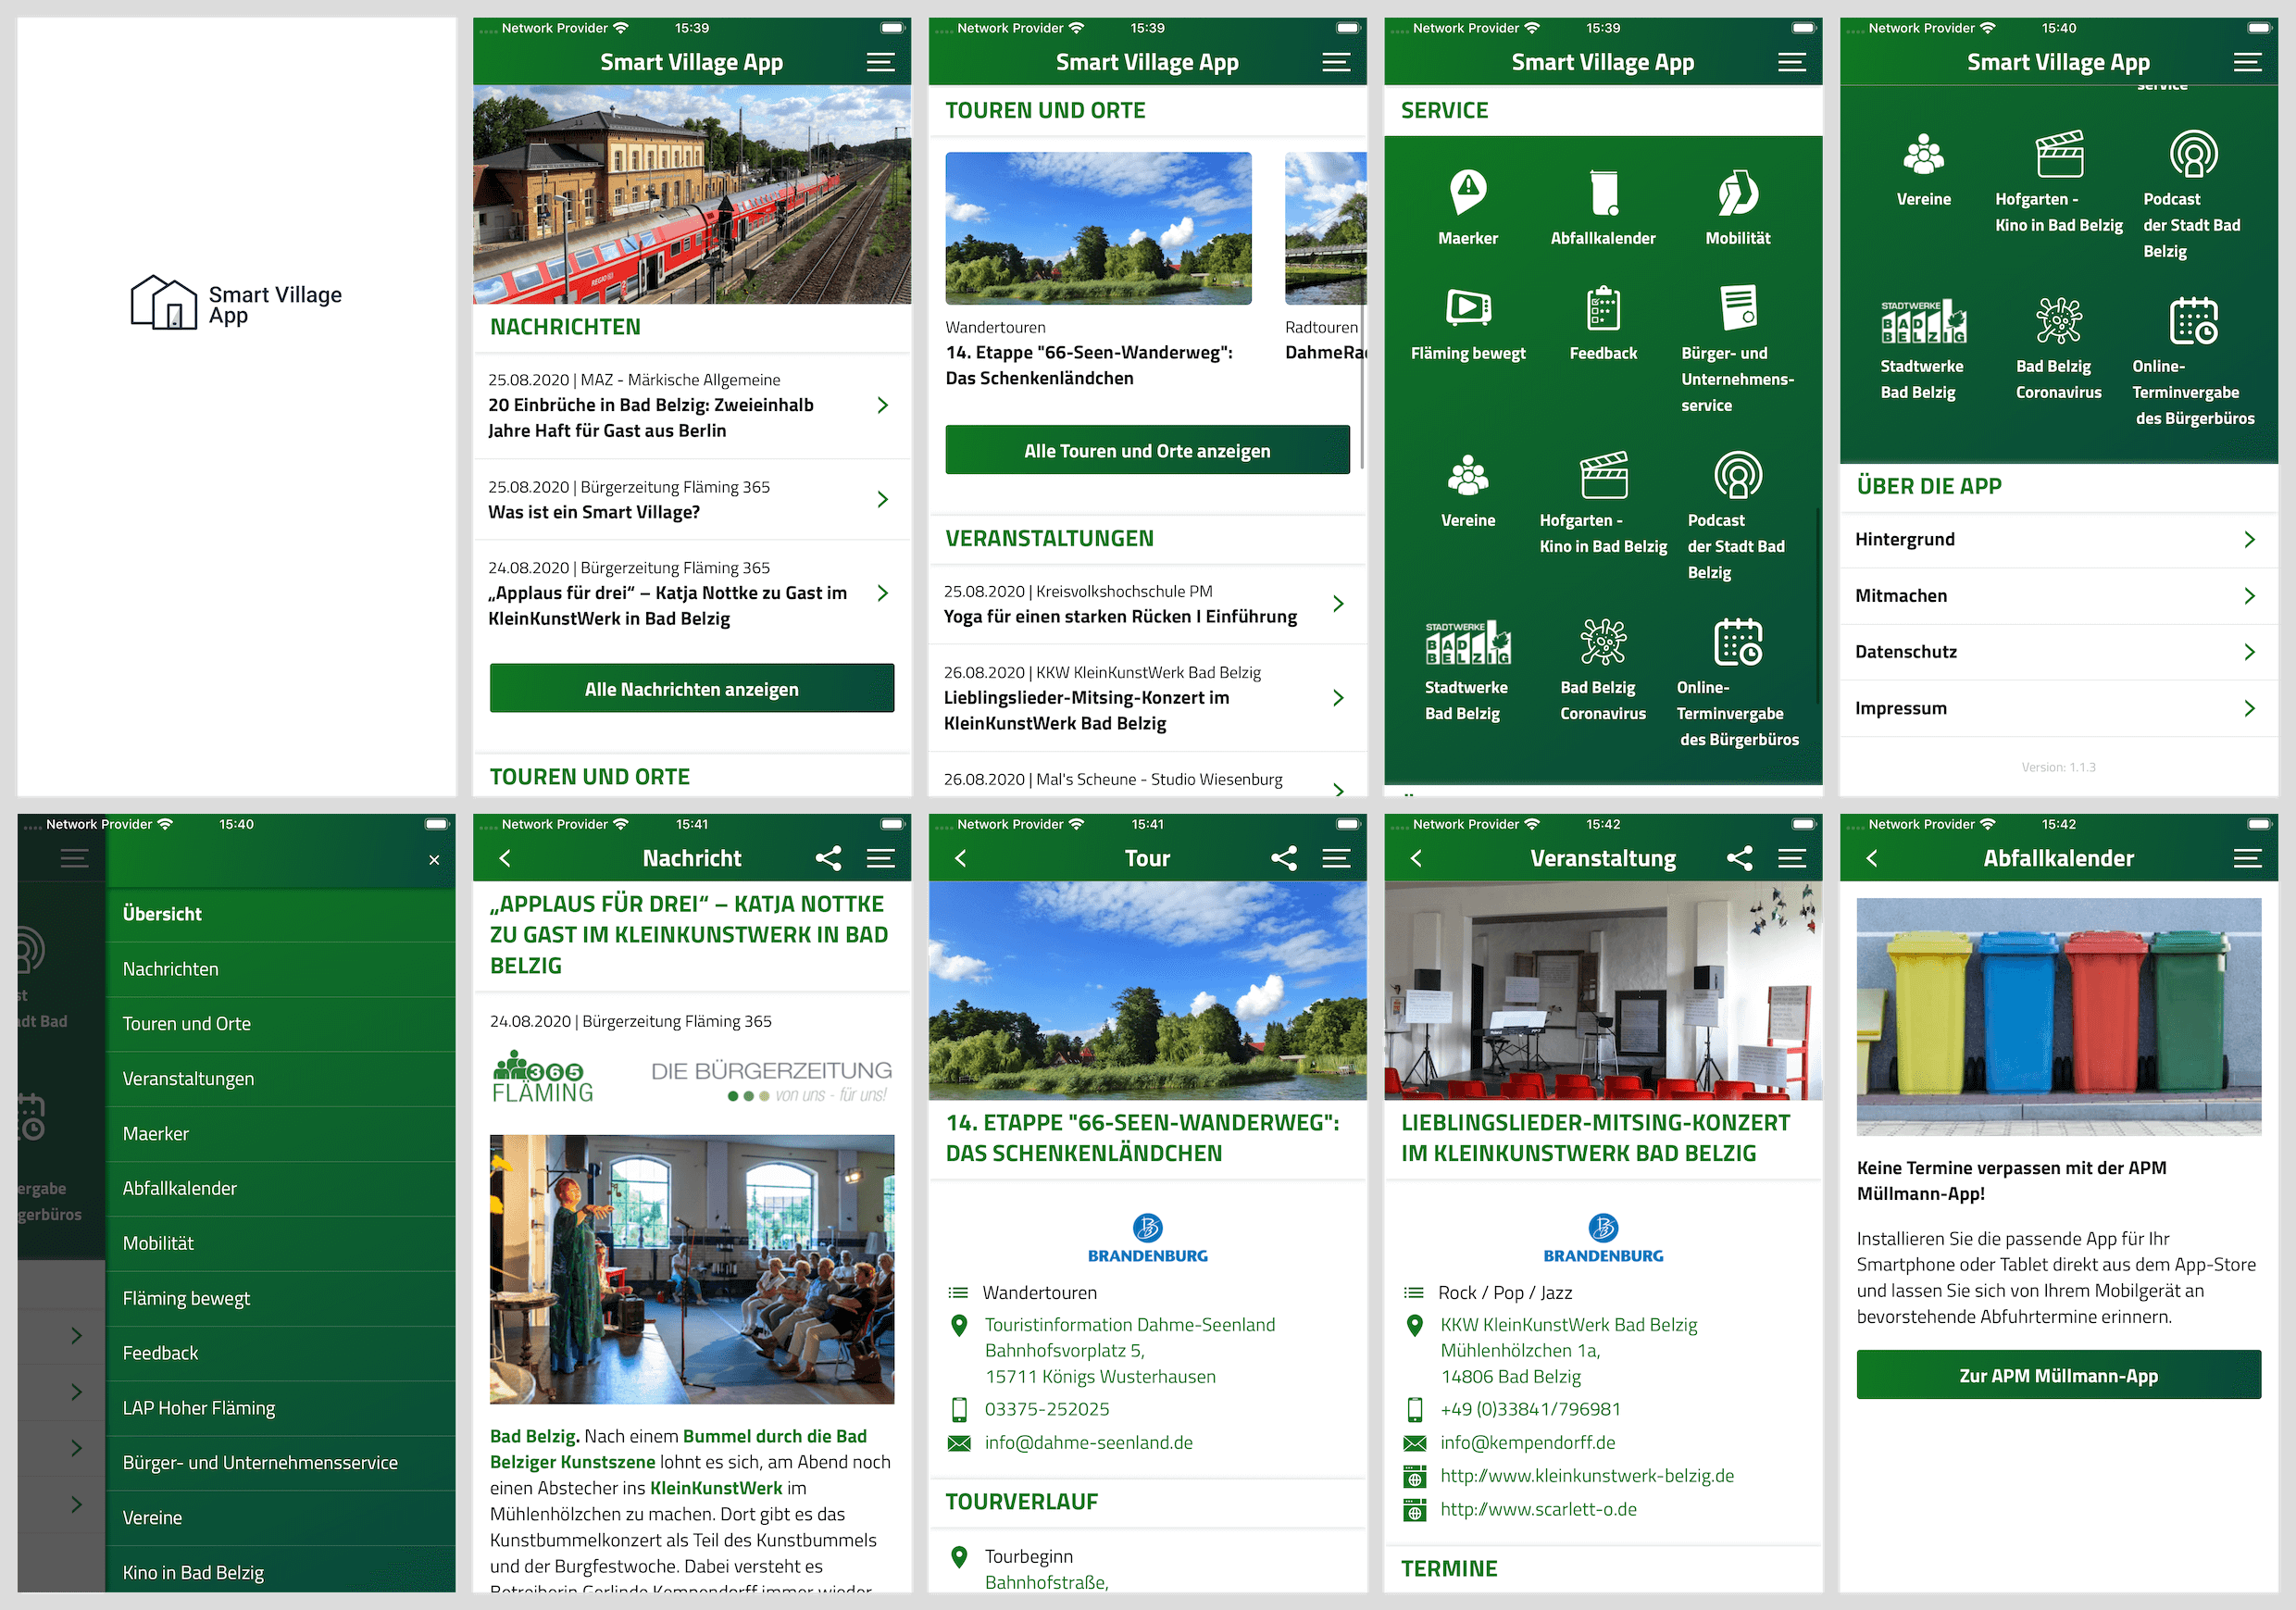 Smart Village
App
Network Provider 15:39
Smart Village App
NACHRICHTEN
25.08.2020 | MAZ - Märkische Allgemeine
20 Einbrüche in Bad Belzig: Zweieinhalb
Jahre Haft für Gast aus Berlin
25.08.2020 | Bürgerzeitung Fläming 365
Was ist ein Smart Village?
24.08.2020 | Bürgerzeitung Fläming 365
„Applaus für drei“ – Katja Nottke zu Gast im
KleinKunstWerk in Bad Belzig
Alle Nachrichten anzeigen
TOUREN UND ORTE
Network Provider 15:39
Smart Village App
TOUREN UND ORTE
Wandertouren
14. Etappe "66-Seen-Wanderweg":
Das Schenkenländchen
Radtouren
DahmeRa
Alle Touren und Orte anzeigen
VERANSTALTUNGEN
25.08.2020 | Kreisvolkshochschule PM
Yoga für einen starken Rücken I Einführung
26.08.2020 | KKW KleinKunstWerk Bad Belzig
Lieblingslieder-Mitsing-Konzert im
KleinKunstWerk Bad Belzig
26.08.2020 | Mal's Scheune - Studio Wiesenburg
Network Provider 15:39
Smart Village App
SERVICE
Maerker
Abfallkalender
Mobilität
Fläming bewegt
Feedback
Bürger- und
Unternehmens-
service
Vereine
Hofgarten -
Kino in Bad Belzig
Podcast
der Stadt Bad
Belzig
STADTWERKE
BAD
BELZIG
Stadtwerke
Bad Belzig
Bad Belzig
Coronavirus
Online-
Terminvergabe
des Bürgerbüros
Network Provider 15:40
Smart Village App
service
Vereine
Hofgarten -
Kino in Bad Belzig
Podcast
der Stadt Bad
Belzig
STADTWERKE
BAD
BELZIG
Stadtwerke
Bad Belzig
Bad Belzig
Coronavirus
Online-
Terminvergabe
des Bürgerbüros
ÜBER DIE APP
Hintergrund
Mitmachen
Datenschutz
Impressum
Version: 1.1.3
Network Provider 15:40
st
adt Bad
ergabe
gerbüros
Übersicht
Nachrichten
Touren und Orte
Veranstaltungen
Maerker
Abfallkalender
Mobilität
Fläming bewegt
Feedback
LAP Hoher Fläming
Bürger- und Unternehmensservice
Vereine
Kino in Bad Belzig
Network Provider 15:41
Nachricht
„APPLAUS FÜR DREI“ – KATJA NOTTKE
ZU GAST IM KLEINKUNSTWERK IN BAD
BELZIG
24.08.2020 | Bürgerzeitung Fläming 365
365
FLÄMING
DIE BÜRGERZEITUNG
von uns - für uns!
Bad Belzig. Nach einem Bummel durch die Bad
Belziger Kunstszene lohnt es sich, am Abend noch
einen Abstecher ins KleinKunstWerk im
Mühlenhölzchen zu machen. Dort gibt es das
Kunstbummelkonzert als Teil des Kunstbummels
und der Burgfestwoche. Dabei versteht es
Betreiberin Gerlinde Kempendorff immer wieder
Network Provider 15:41
Tour
14. ETAPPE "66-SEEN-WANDERWEG":
DAS SCHENKENLÄNDCHEN
BRANDENBURG
Wandertouren
Touristinformation Dahme-Seenland
Bahnhofsvorplatz 5,
15711 Königs Wusterhausen
03375-252025
info@dahme-seenland.de
TOURVERLAUF
Tourbeginn
Bahnhofstraße,
Network Provider 15:42
Veranstaltung
LIEBLINGSLIEDER-MITSING-KONZERT
IM KLEINKUNSTWERK BAD BELZIG
BRANDENBURG
Rock / Pop / Jazz
KKW KleinKunstWerk Bad Belzig
Mühlenhölzchen 1a,
14806 Bad Belzig
+49 (0)33841/796981
info@kempendorff.de
http://www.kleinkunstwerk-belzig.de
http://www.scarlett-o.de
TERMINE
Network Provider 15:42
Abfallkalender
Keine Termine verpassen mit der APM
Müllmann-App!
Installieren Sie die passende App für Ihr
Smartphone oder Tablet direkt aus dem App-Store
und lassen Sie sich von Ihrem Mobilgerät an
bevorstehende Abfuhrtermine erinnern.
Zur APM Müllmann-App